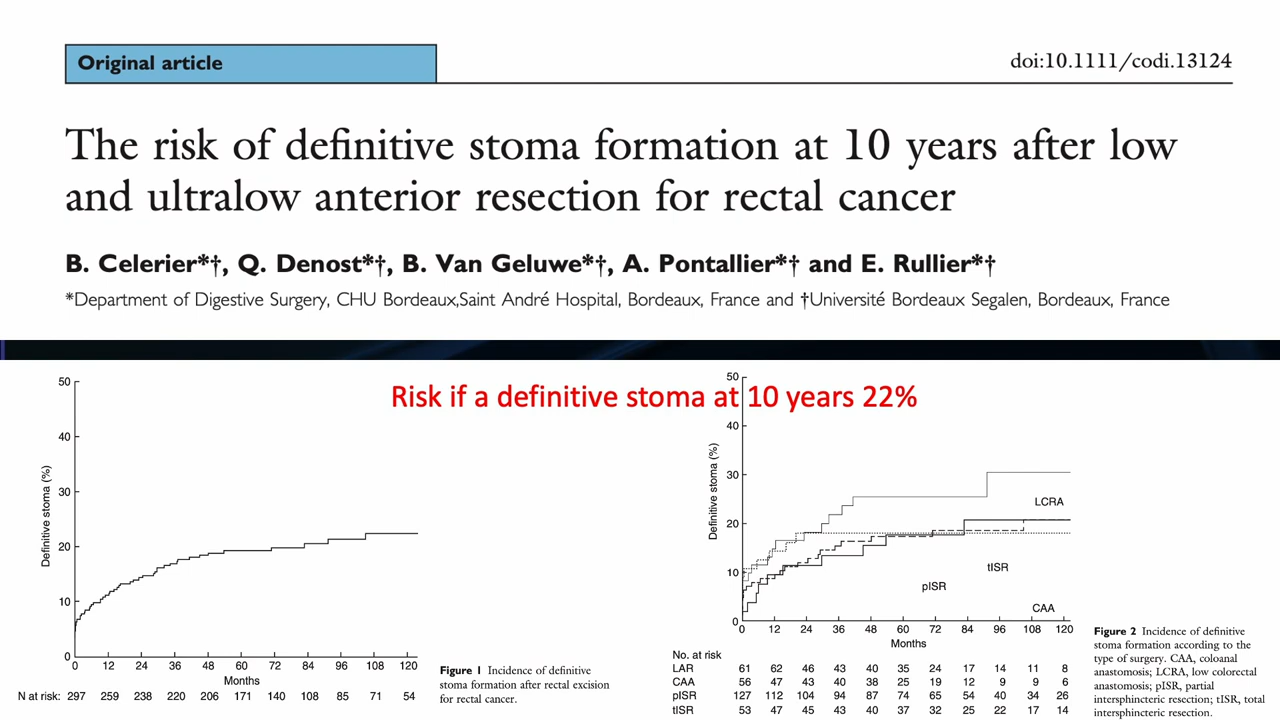 Original article
doi:10.1111/codi.13124
The risk of definitive stoma formation at 10 years after low
and ultralow anterior resection for rectal cancer
B. Celerier*†, Q. Denost*†, B. Van Geluwe*†, A. Pontallier*† and E. Rullier*†
*Department of Digestive Surgery, CHU Bordeaux,Saint André Hospital, Bordeaux, France and †Université Bordeaux Segalen, Bordeaux, France
Risk if a definitive stoma at 10 years 22%
50
40
30
20
10
0
Definitive stoma (%)
0 12 24 36 48 60 72 84 96 108 120
Months
N at risk: 297 259 238 220 206 171 140 108 85 71 54
Figure 1 Incidence of definitive
stoma formation after rectal excision
for rectal cancer.
50
40
30
20
10
0
Definitive stoma (%)
LCRA
tISR
pISR
CAA
0 12 24 36 48 60 72 84 96 108 120
Months
No. at risk
LAR 61 62 46 43 40 35 24 17 14 11 8
CAA 56 47 43 40 38 25 19 12 9 9 6
pISR 127 112 104 94 87 74 65 54 40 34 26
tISR 53 47 45 43 40 37 32 25 22 17 14
Figure 2 Incidence of definitive
stoma formation according to the
type of surgery. CAA, coloanal
anastomosis; LCRA, low colorectal
anastomosis; pISR, partial
intersphincteric resection; tISR, total
intersphincteric resection.